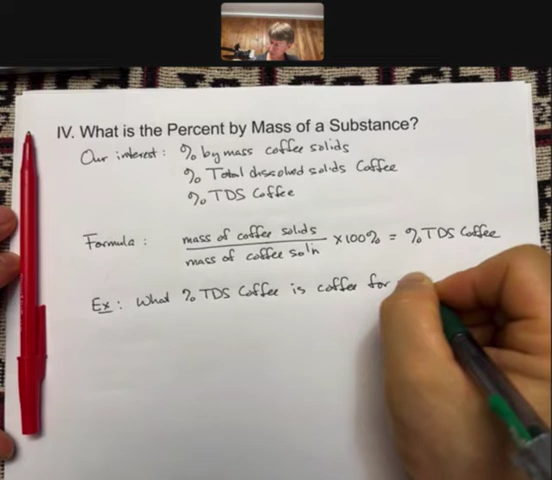 IV. What is the Percent by Mass of a Substance?
Our interest: % by mass coffee solids
% Total dissolved solids Coffee
% TDS Coffee
Formula: mass of coffee solids / mass of coffee sol'n x 100% = % TDS Coffee
Ex: What % TDS Coffee is coffee for